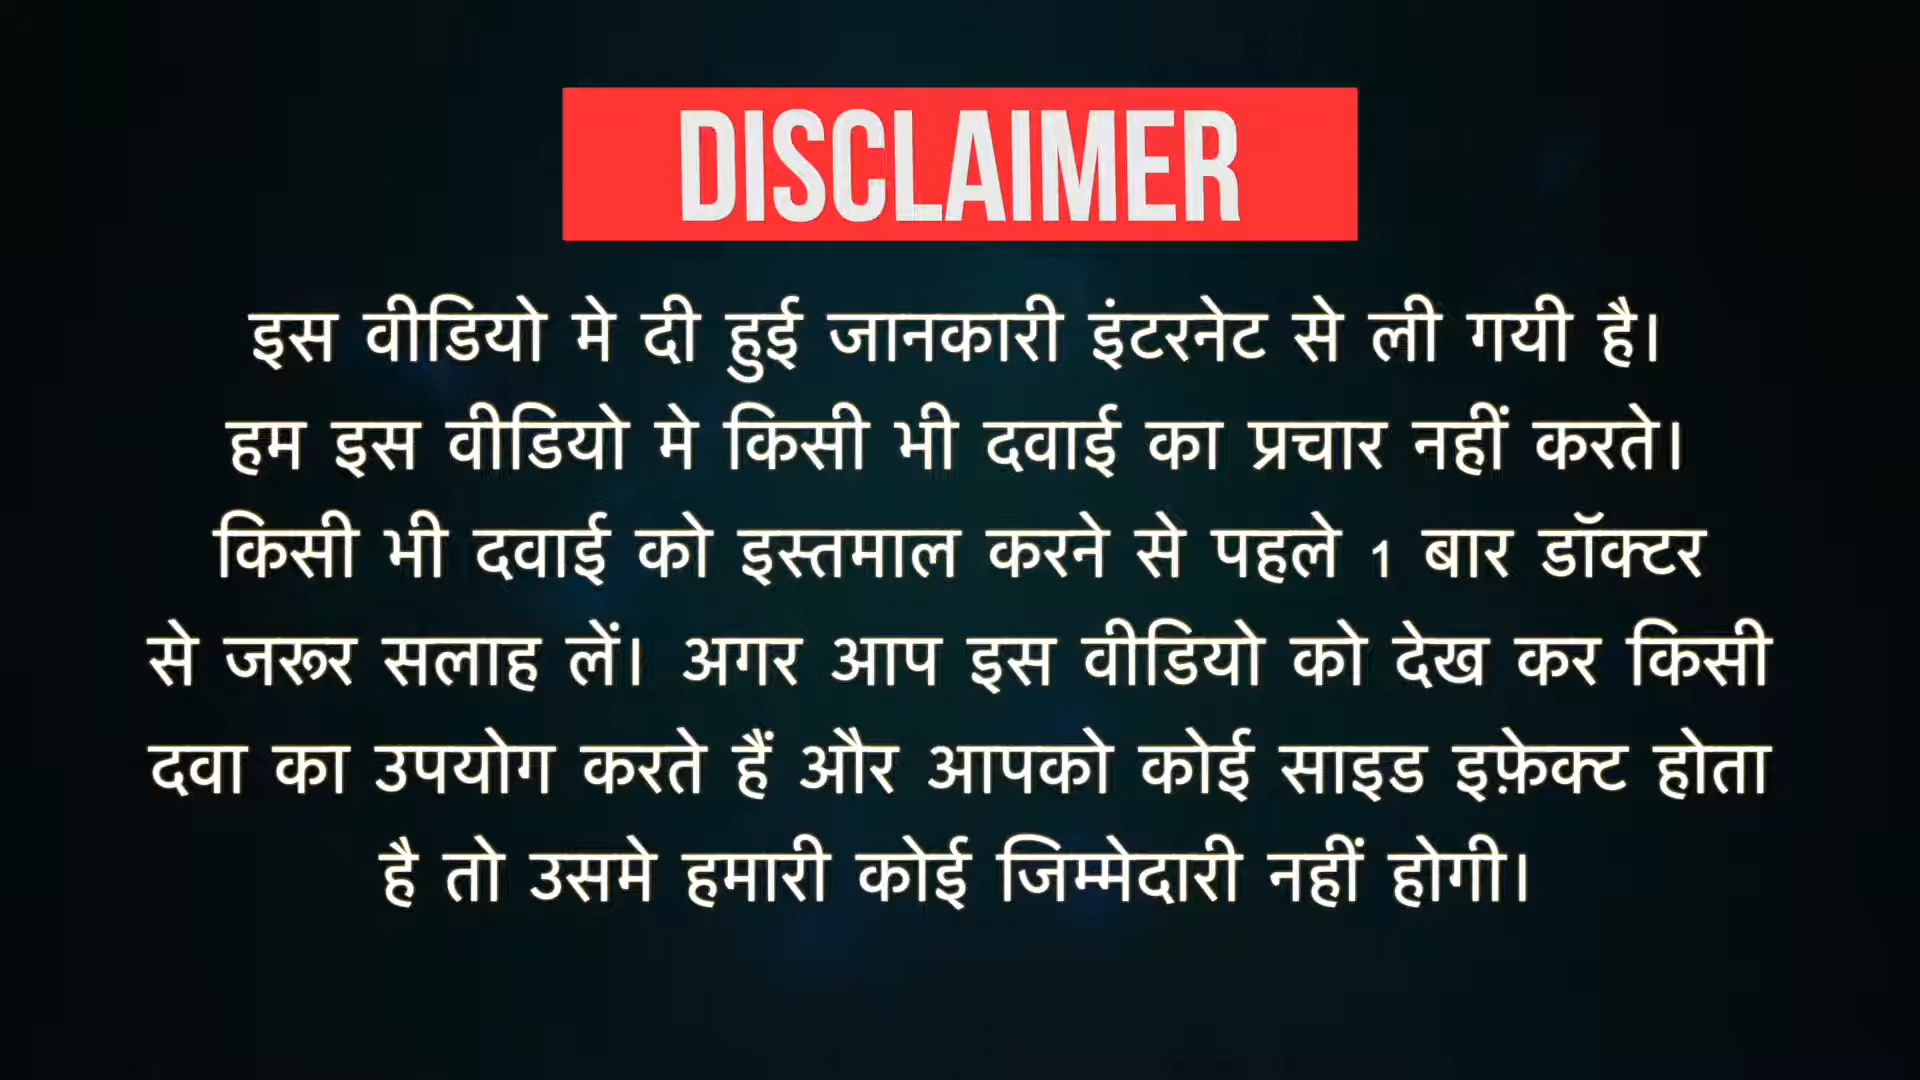 DISCLAIMER
इस वीडियो मे दी हुई जानकारी इंटरनेट से ली गयी है।
हम इस वीडियो मे किसी भी दवाई का प्रचार नहीं करते।
किसी भी दवाई को इस्तमाल करने से पहले 1 बार डॉक्टर
से जरूर सलाह लें। अगर आप इस वीडियो को देख कर किसी
दवा का उपयोग करते हैं और आपको कोई साइड इफ़ेक्ट होता
है तो उसमे हमारी कोई जिम्मेदारी नहीं होगी।